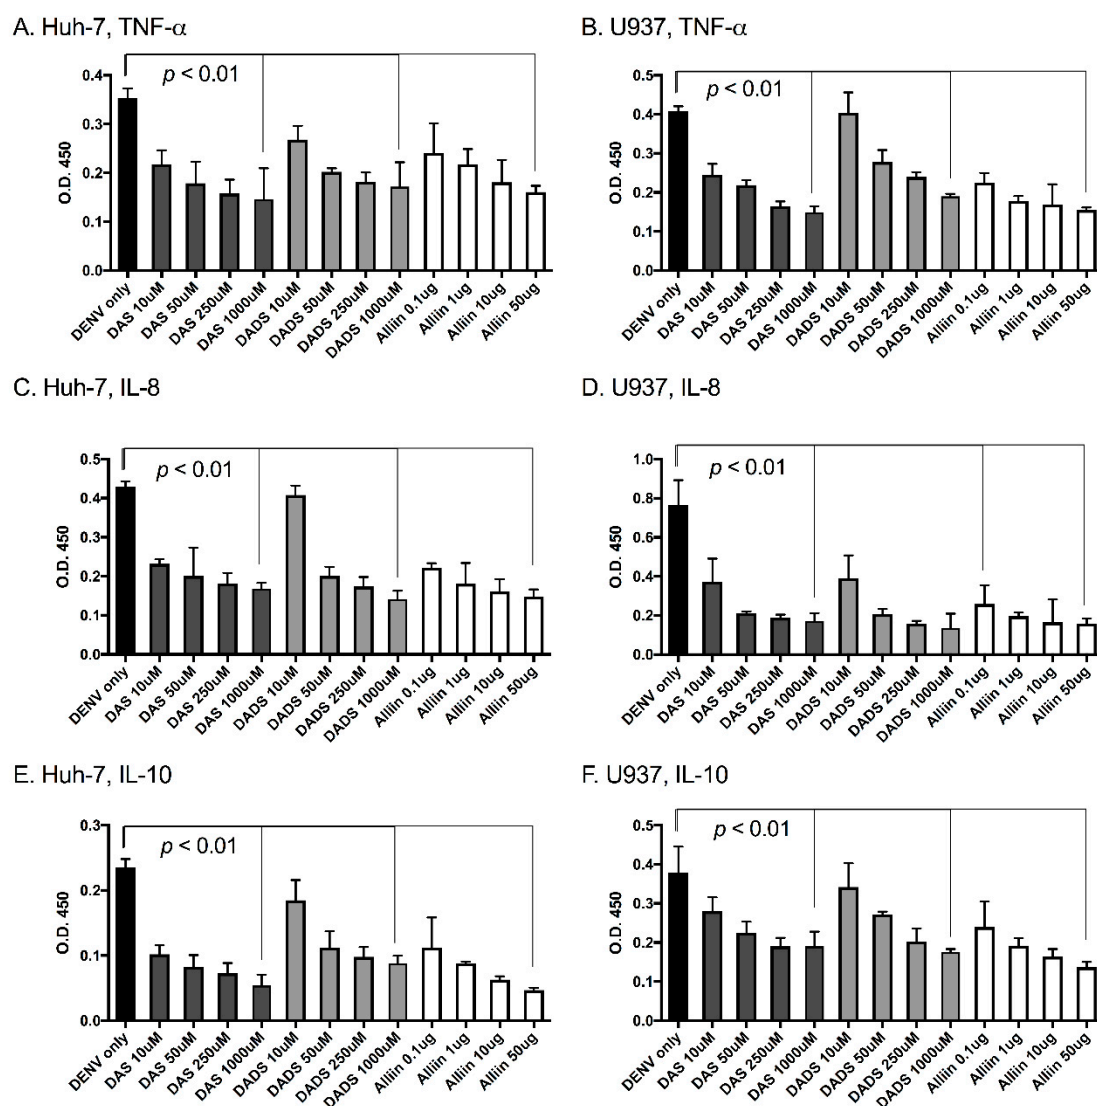 A. Huh-7, TNF-α
p < 0.01
O.D. 450
0.4
0.3
0.2
0.1
0.0
DENV only
DAS 10uM
DAS 50uM
DAS 250uM
DAS 1000uM
DADS 10uM
DADS 50uM
DADS 250uM
DADS 1000uM
Alliin 0.1ug
Alliin 1ug
Alliin 10ug
Alliin 50ug
B. U937, TNF-α
p < 0.01
O.D. 450
0.5
0.4
0.3
0.2
0.1
0.0
DENV only
DAS 10uM
DAS 50uM
DAS 250uM
DAS 1000uM
DADS 10uM
DADS 50uM
DADS 250uM
DADS 1000uM
Alliin 0.1ug
Alliin 1ug
Alliin 10ug
Alliin 50ug
C. Huh-7, IL-8
p < 0.01
O.D. 450
0.5
0.4
0.3
0.2
0.1
0.0
DENV only
DAS 10uM
DAS 50uM
DAS 250uM
DAS 1000uM
DADS 10uM
DADS 50uM
DADS 250uM
DADS 1000uM
Alliin 0.1ug
Alliin 1ug
Alliin 10ug
Alliin 50ug
D. U937, IL-8
p < 0.01
O.D. 450
1.0
0.8
0.6
0.4
0.2
0.0
DENV only
DAS 10uM
DAS 50uM
DAS 250uM
DAS 1000uM
DADS 10uM
DADS 50uM
DADS 250uM
DADS 1000uM
Alliin 0.1ug
Alliin 1ug
Alliin 10ug
Alliin 50ug
E. Huh-7, IL-10
p < 0.01
O.D. 450
0.3
0.2
0.1
0.0
DENV only
DAS 10uM
DAS 50uM
DAS 250uM
DAS 1000uM
DADS 10uM
DADS 50uM
DADS 250uM
DADS 1000uM
Alliin 0.1ug
Alliin 1ug
Alliin 10ug
Alliin 50ug
F. U937, IL-10
p < 0.01
O.D. 450
0.5
0.4
0.3
0.2
0.1
0.0
DENV only
DAS 10uM
DAS 50uM
DAS 250uM
DAS 1000uM
DADS 10uM
DADS 50uM
DADS 250uM
DADS 1000uM
Alliin 0.1ug
Alliin 1ug
Alliin 10ug
Alliin 50ug